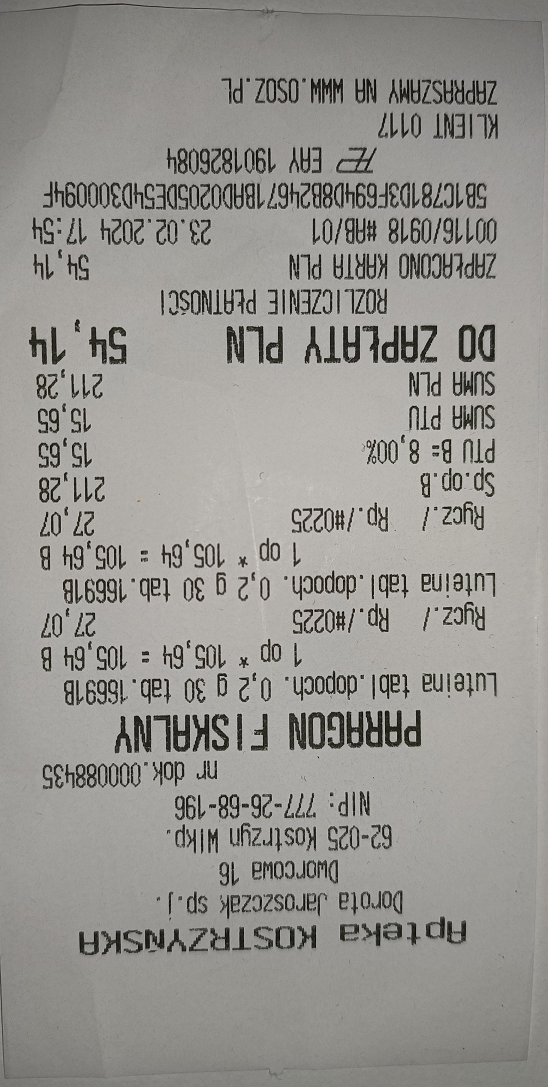 Apteka KOSTRZYŃSKA
Dorota Jaroszczak sp.j.
Dworcowa 16
62-025 Kostrzyn Wlkp.
NIP: 777-26-68-196
nr dok.000088435
PARAGON FISKALNY
Luteina tabl.dopoch. 0,2 g 30 tab.16691B
1 op * 105,64 = 105,64 B
Rycz./ Rp./#0225 27,07
Luteina tabl.dopoch. 0,2 g 30 tab.16691B
1 op * 105,64 = 105,64 B
Rycz./ Rp./#0225 27,07
Sp.op.B 211,28
PTU B= 8,00% 15,65
SUMA PTU 15,65
SUMA PLN 211,28
DO ZAPŁATY PLN 54,14
ROZLICZENIE PŁATNOŚCI
ZAPŁACONO KARTA PLN 54,14
00116/0918 #AB/01 23.02.2024 17:54
5B1C781D3F694D8B24671BAD0205DE54D300094F
EAY 1901826084
KLIENT 0117
ZAPRASZAMY NA WWW.OSOZ.PL